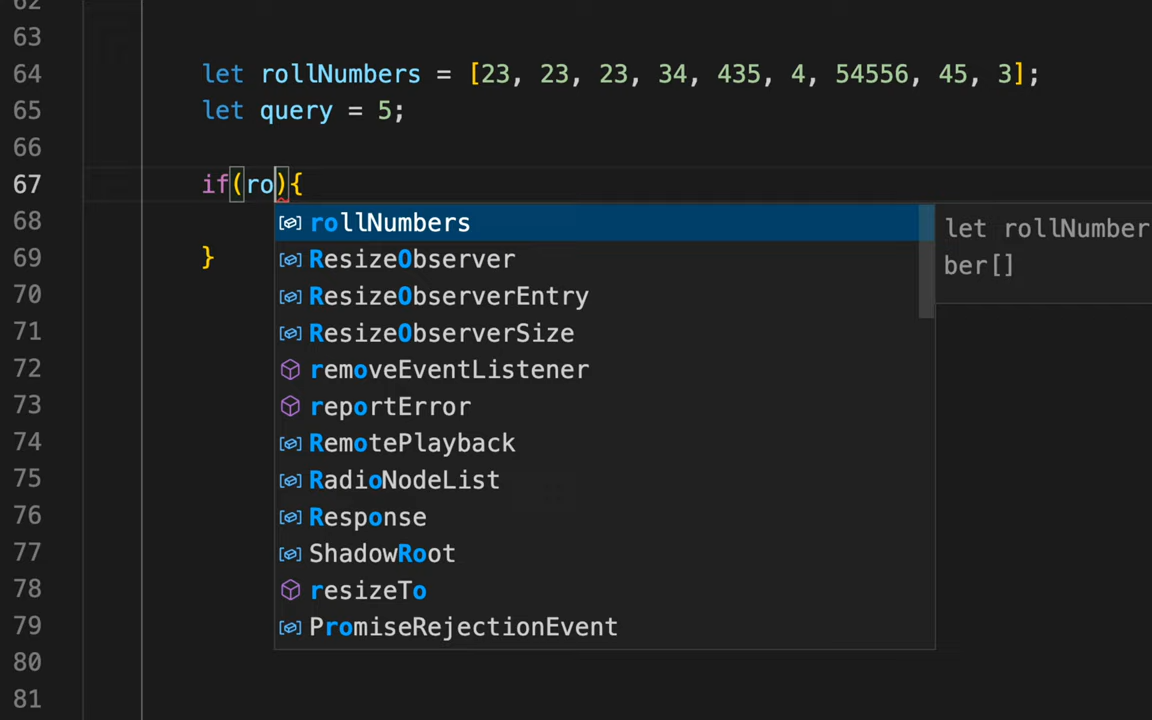 62
63
64 let rollNumbers = [23, 23, 23, 34, 435, 4, 54556, 45, 3];
65 let query = 5;
66
67 if(ro){
68 rollNumbers let rollNumber
69 } ResizeObserver ber[]
70 ResizeObserverEntry
71 ResizeObserverSize
72 removeEventListener
73 reportError
74 RemotePlayback
75 RadioNodeList
76 Response
77 ShadowRoot
78 resizeTo
79 PromiseRejectionEvent
80
81